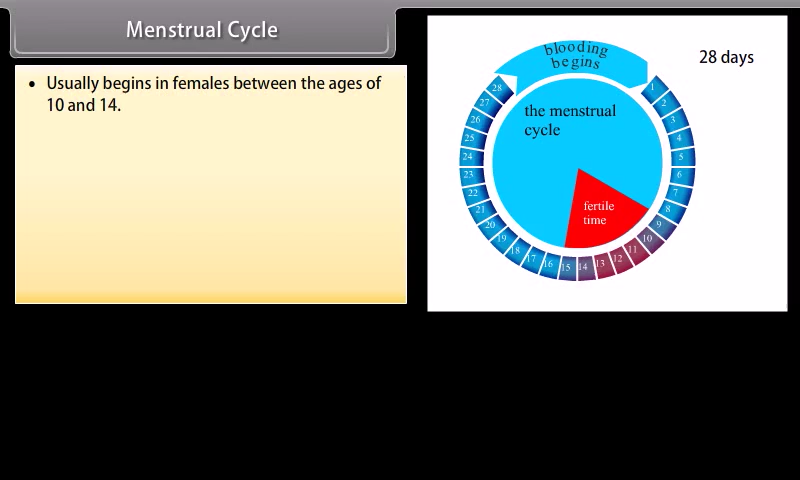 Menstrual Cycle
• Usually begins in females between the ages of
10 and 14.
blooding
begins
28 days
the menstrual
cycle
fertile
time
1
2
3
4
5
6
7
8
9
10
11
12
13
14
15
16
17
18
19
20
21
22
23
24
25
26
27
28